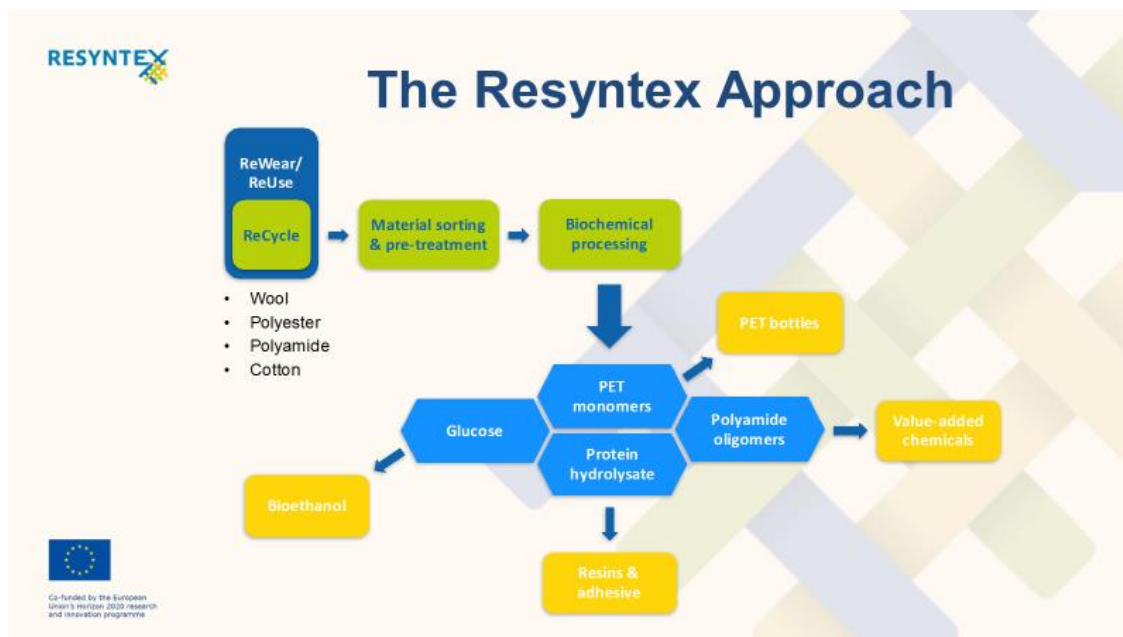 RESYNTEX
The Resyntex Approach
ReWear/
ReUse
ReCycle
Material sorting
& pre-treatment
Biochemical
processing
• Wool
• Polyester
• Polyamide
• Cotton
PET bottles
PET
monomers
Glucose
Polyamide
oligomers
Value-added
chemicals
Protein
hydrolysate
Bioethanol
Resins &
adhesive
Co-funded by the European
Union's Horizon 2020 research
and innovation programme